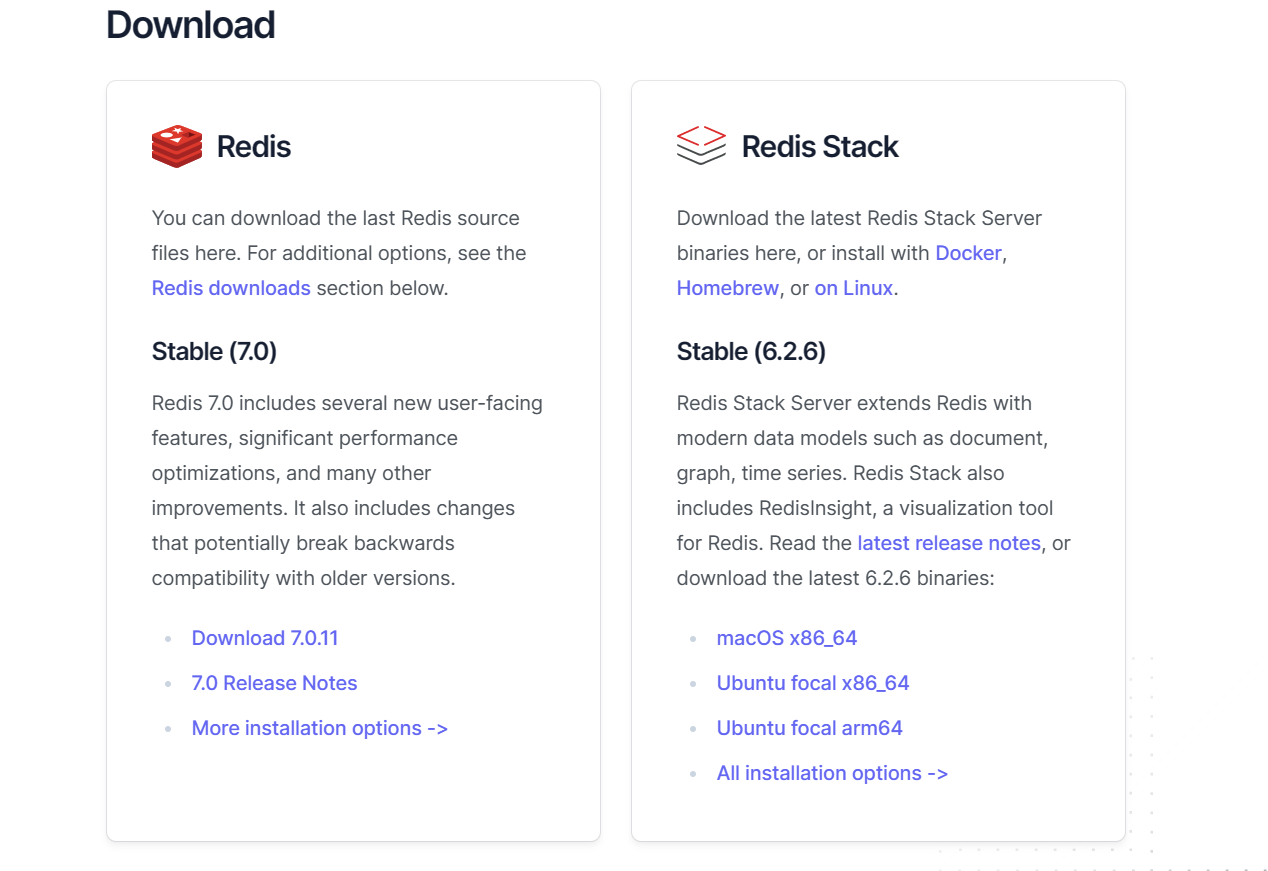 Download
Redis
You can download the last Redis source
files here. For additional options, see the
Redis downloads section below.
Stable (7.0)
Redis 7.0 includes several new user-facing
features, significant performance
optimizations, and many other
improvements. It also includes changes
that potentially break backwards
compatibility with older versions.
Download 7.0.11
7.0 Release Notes
More installation options ->
Redis Stack
Download the latest Redis Stack Server
binaries here, or install with Docker,
Homebrew, or on Linux.
Stable (6.2.6)
Redis Stack Server extends Redis with
modern data models such as document,
graph, time series. Redis Stack also
includes RedisInsight, a visualization tool
for Redis. Read the latest release notes, or
download the latest 6.2.6 binaries:
macOS x86_64
Ubuntu focal x86_64
Ubuntu focal arm64
All installation options ->